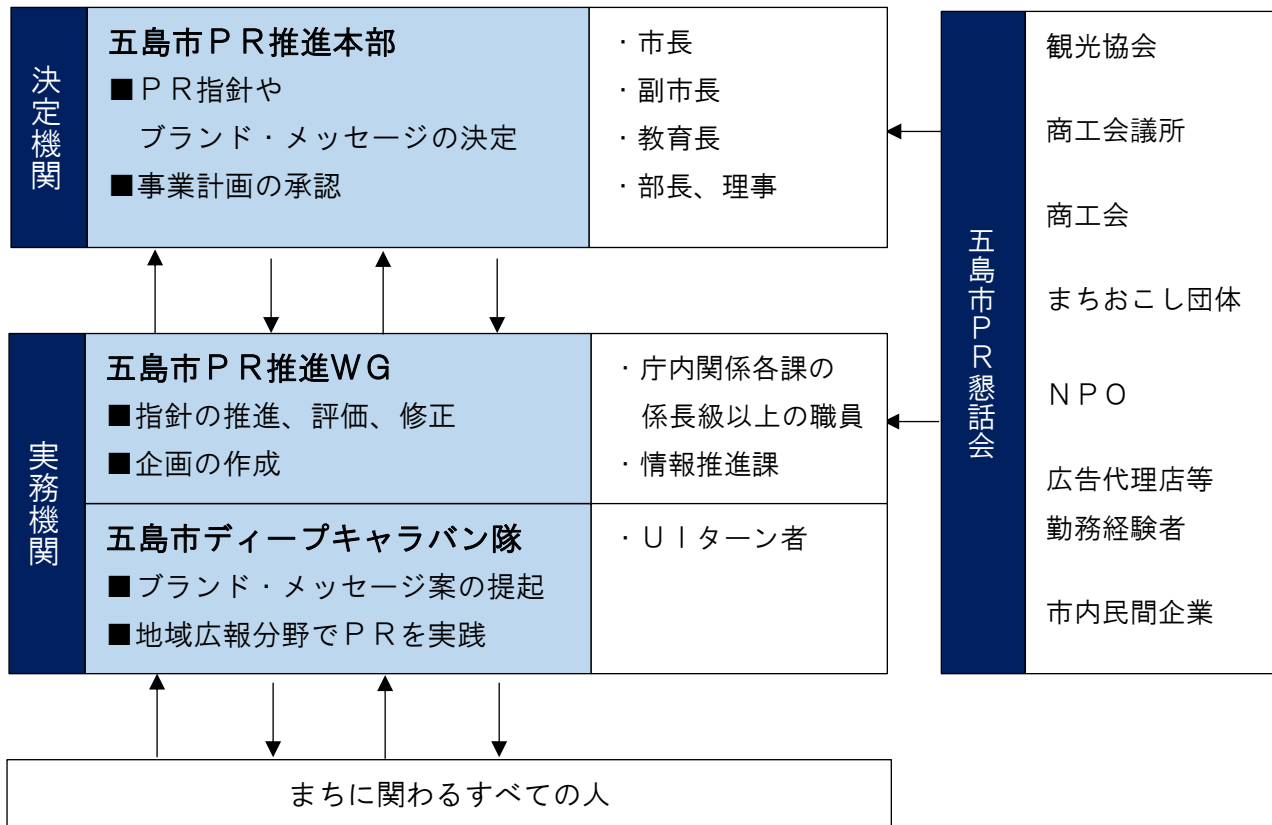 決定機関
五島市ＰＲ推進本部
■ＰＲ指針や
ブランド・メッセージの決定
■事業計画の承認
・市長
・副市長
・教育長
・部長、理事
実務機関
五島市ＰＲ推進ＷＧ
■指針の推進、評価、修正
■企画の作成
・庁内関係各課の
係長級以上の職員
・情報推進課
五島市ディープキャラバン隊
■ブランド・メッセージ案の提起
■地域広報分野でＰＲを実践
・ＵＩターン者
まちに関わるすべての人
五島市ＰＲ懇話会
観光協会
商工会議所
商工会
まちおこし団体
ＮＰＯ
広告代理店等
勤務経験者
市内民間企業